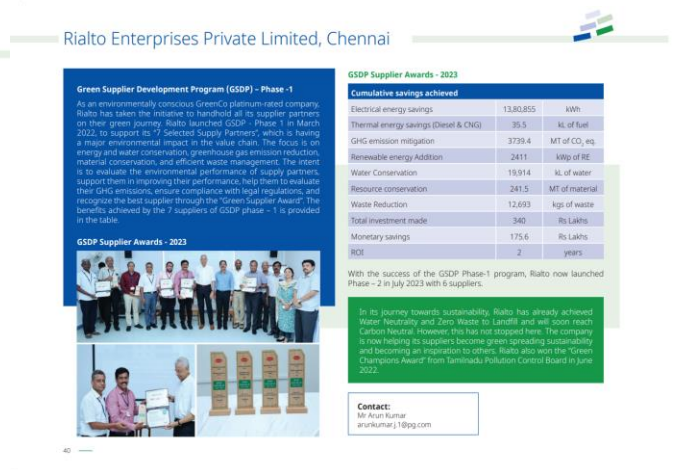 Rialto Enterprises Private Limited, Chennai
Green Supplier Development Program (GSDP) – Phase -1
As an environmentally conscious GreenCo platinum-rated company,
Rialto has taken the initiative to handhold all its supplier partners
on their green journey. Rialto launched GSDP - Phase 1 in March
2022, to support its “7 Selected Supply Partners”, which is having
a major environmental impact in the value chain. The focus is on
energy and water conservation, greenhouse gas emission reduction,
material conservation, and efficient waste management. The intent
is to evaluate the environmental performance of supply partners,
support them in improving their performance, help them to evaluate
their GHG emissions, ensure compliance with legal regulations, and
recognize the best supplier through the “Green Supplier Award”. The
benefits achieved by the 7 suppliers of GSDP phase – 1 is provided
in the table.
GSDP Supplier Awards - 2023
GSDP Supplier Awards - 2023
Cumulative savings achieved
Electrical energy savings 13,80,855 kWh
Thermal energy savings (Diesel & CNG) 35.5 kL of fuel
GHG emission mitigation 3739.4 MT of CO2 eq.
Renewable energy Addition 2411 kWp of RE
Water Conservation 19,914 kL of water
Resource conservation 241.5 MT of material
Waste Reduction 12,693 kgs of waste
Total investment made 340 Rs Lakhs
Monetary savings 175.6 Rs Lakhs
ROI 2 years
With the success of the GSDP Phase-1 program, Rialto now launched
Phase – 2 in July 2023 with 6 suppliers.
In its journey towards sustainability, Rialto has already achieved
Water Neutrality and Zero Waste to Landfill and will soon reach
Carbon Neutral. However, this has not stopped here. The company
is now helping its suppliers become green spreading sustainability
and becoming an inspiration to others. Rialto also won the “Green
Champions Award” from Tamilnadu Pollution Control Board in June
2022.
Contact:
Mr Arun Kumar
arunkumar.j.1@pg.com
40